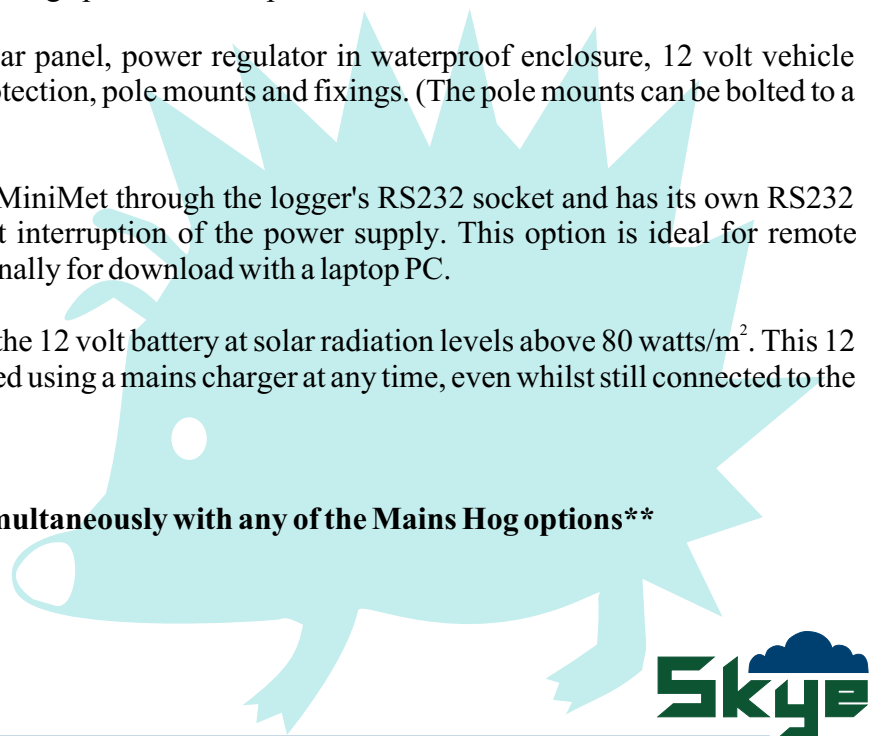 ar panel, power regulator in waterproof enclosure, 12 volt vehicle
otection, pole mounts and fixings. (The pole mounts can be bolted to a
MiniMet through the logger's RS232 socket and has its own RS232
t interruption of the power supply. This option is ideal for remote
nally for download with a laptop PC.
the 12 volt battery at solar radiation levels above 80 watts/m². This 12
ed using a mains charger at any time, even whilst still connected to the
multaneously with any of the Mains Hog options**
Skye